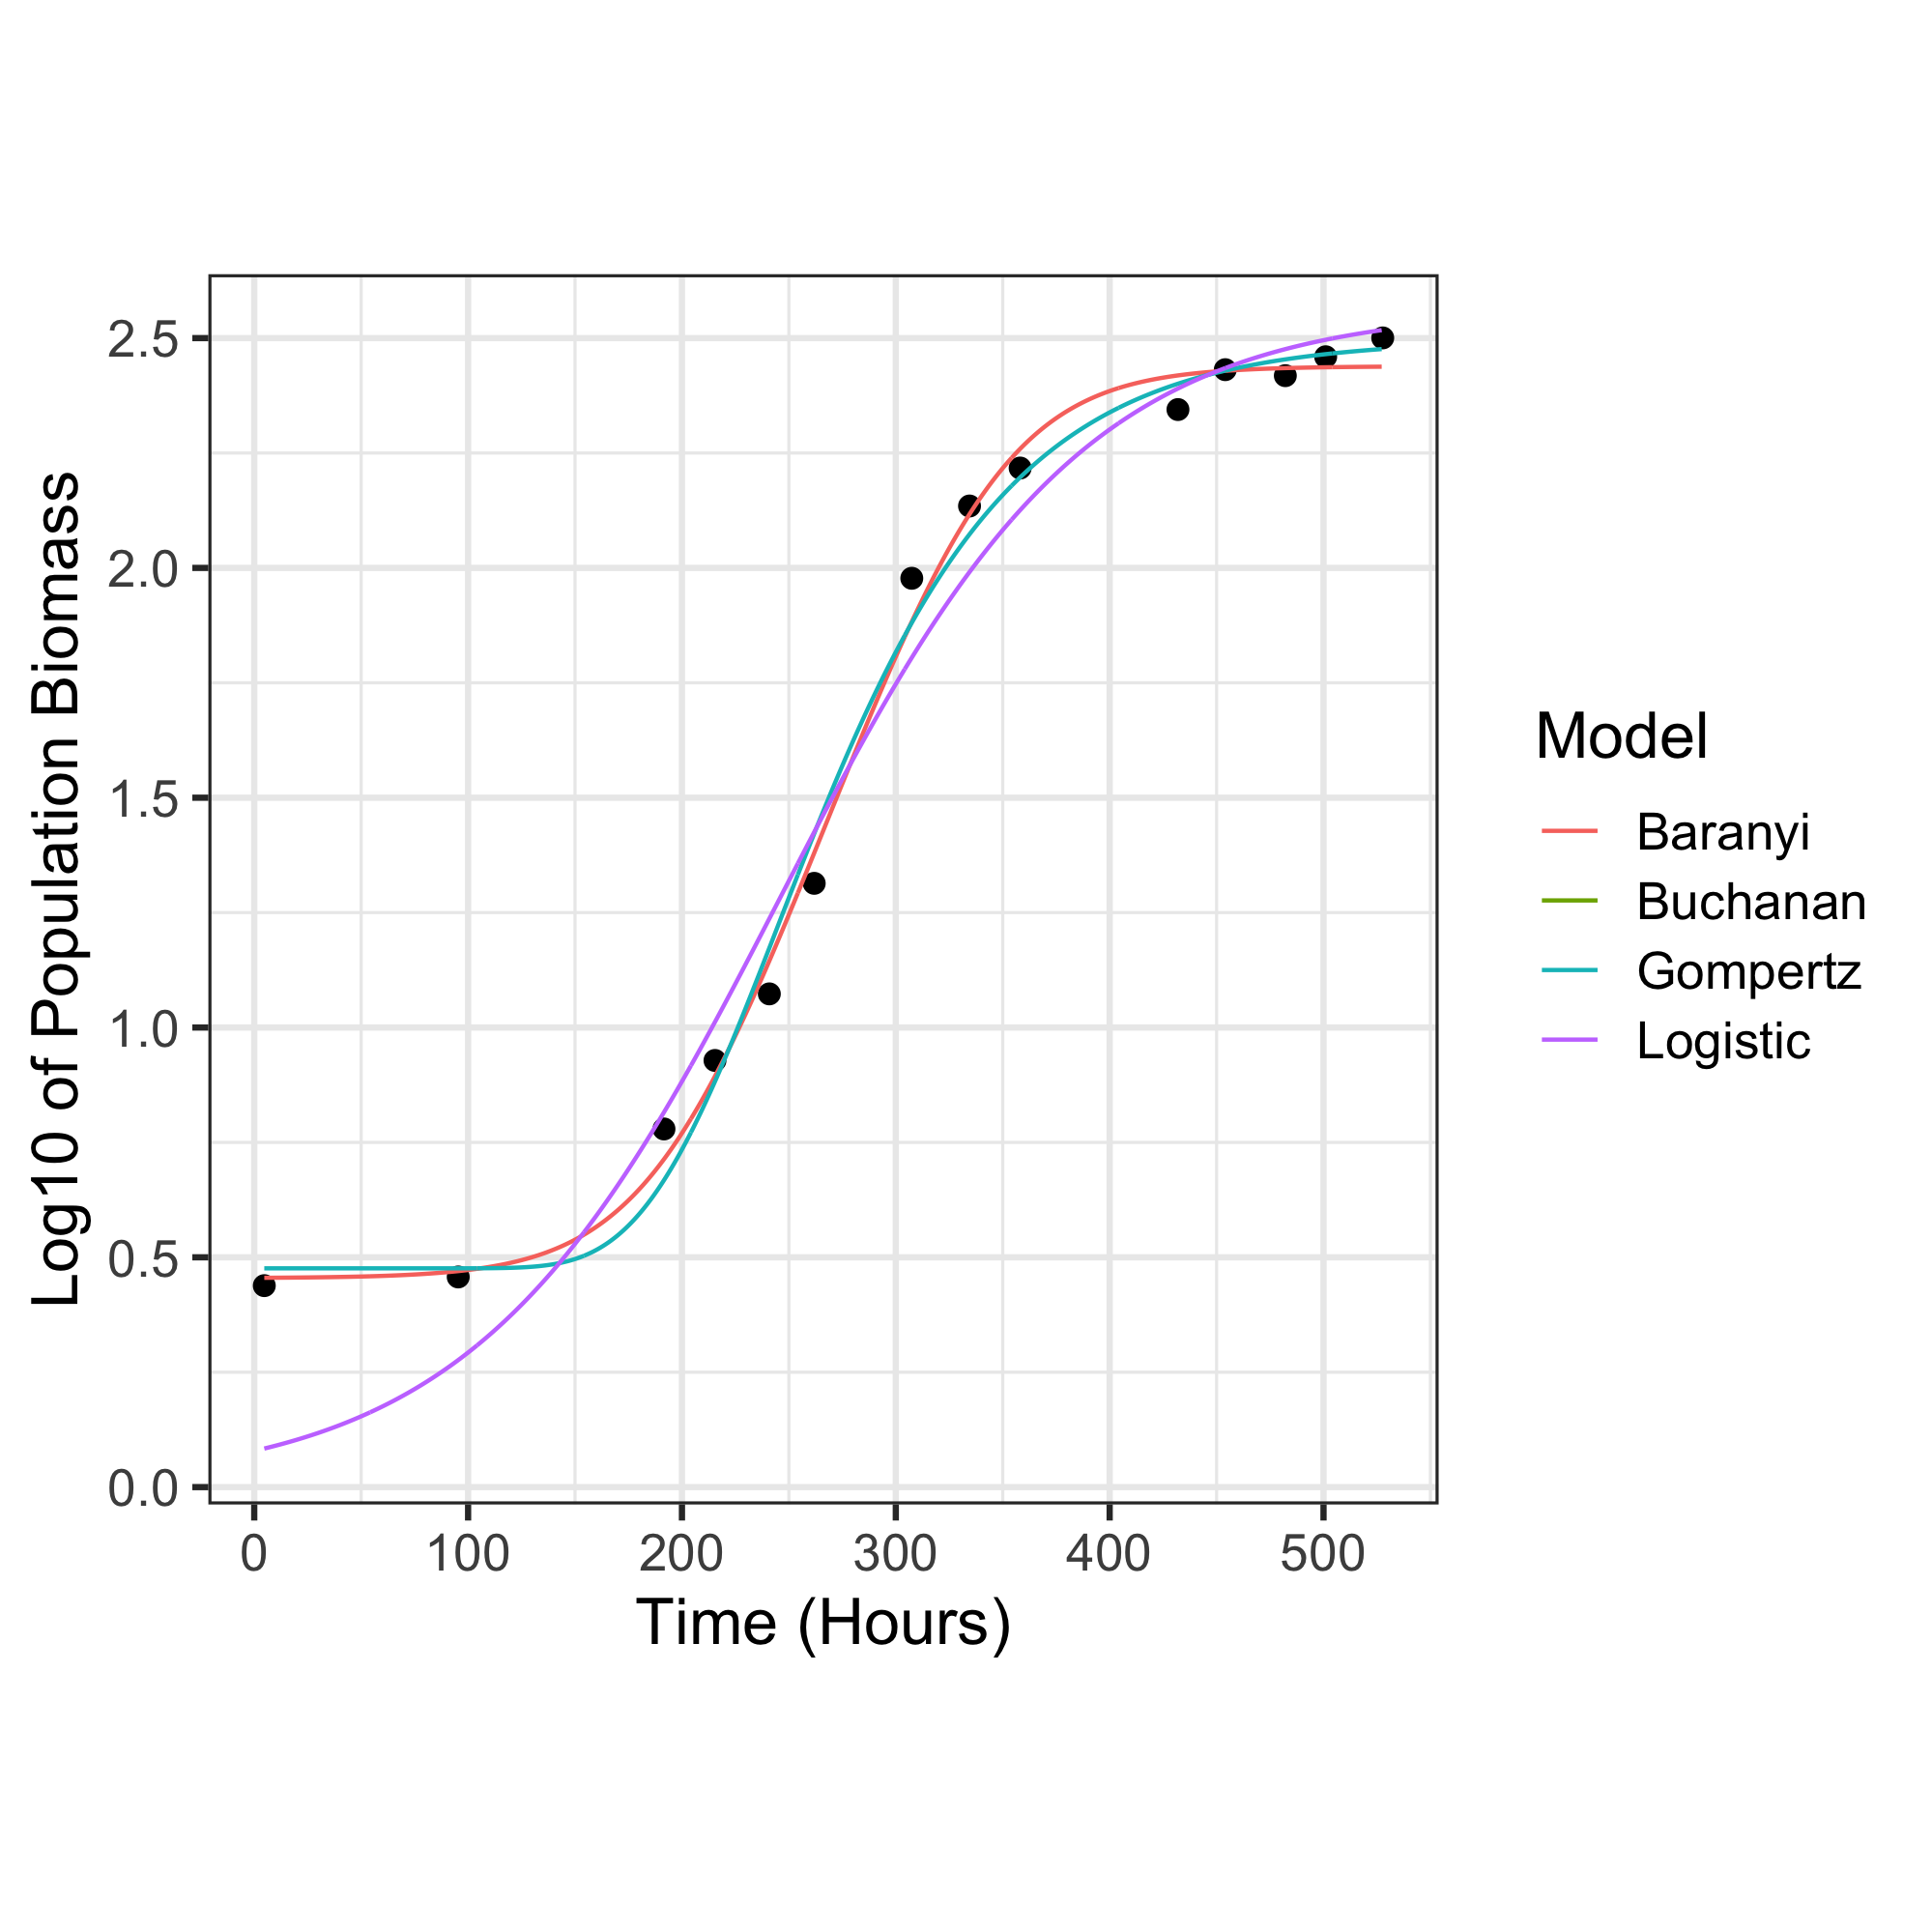 Log10 of Population Biomass
2.5
2.0
1.5
1.0
0.5
0.0
0 100 200 300 400 500
Time (Hours)
Model
Baranyi
Buchanan
Gompertz
Logistic